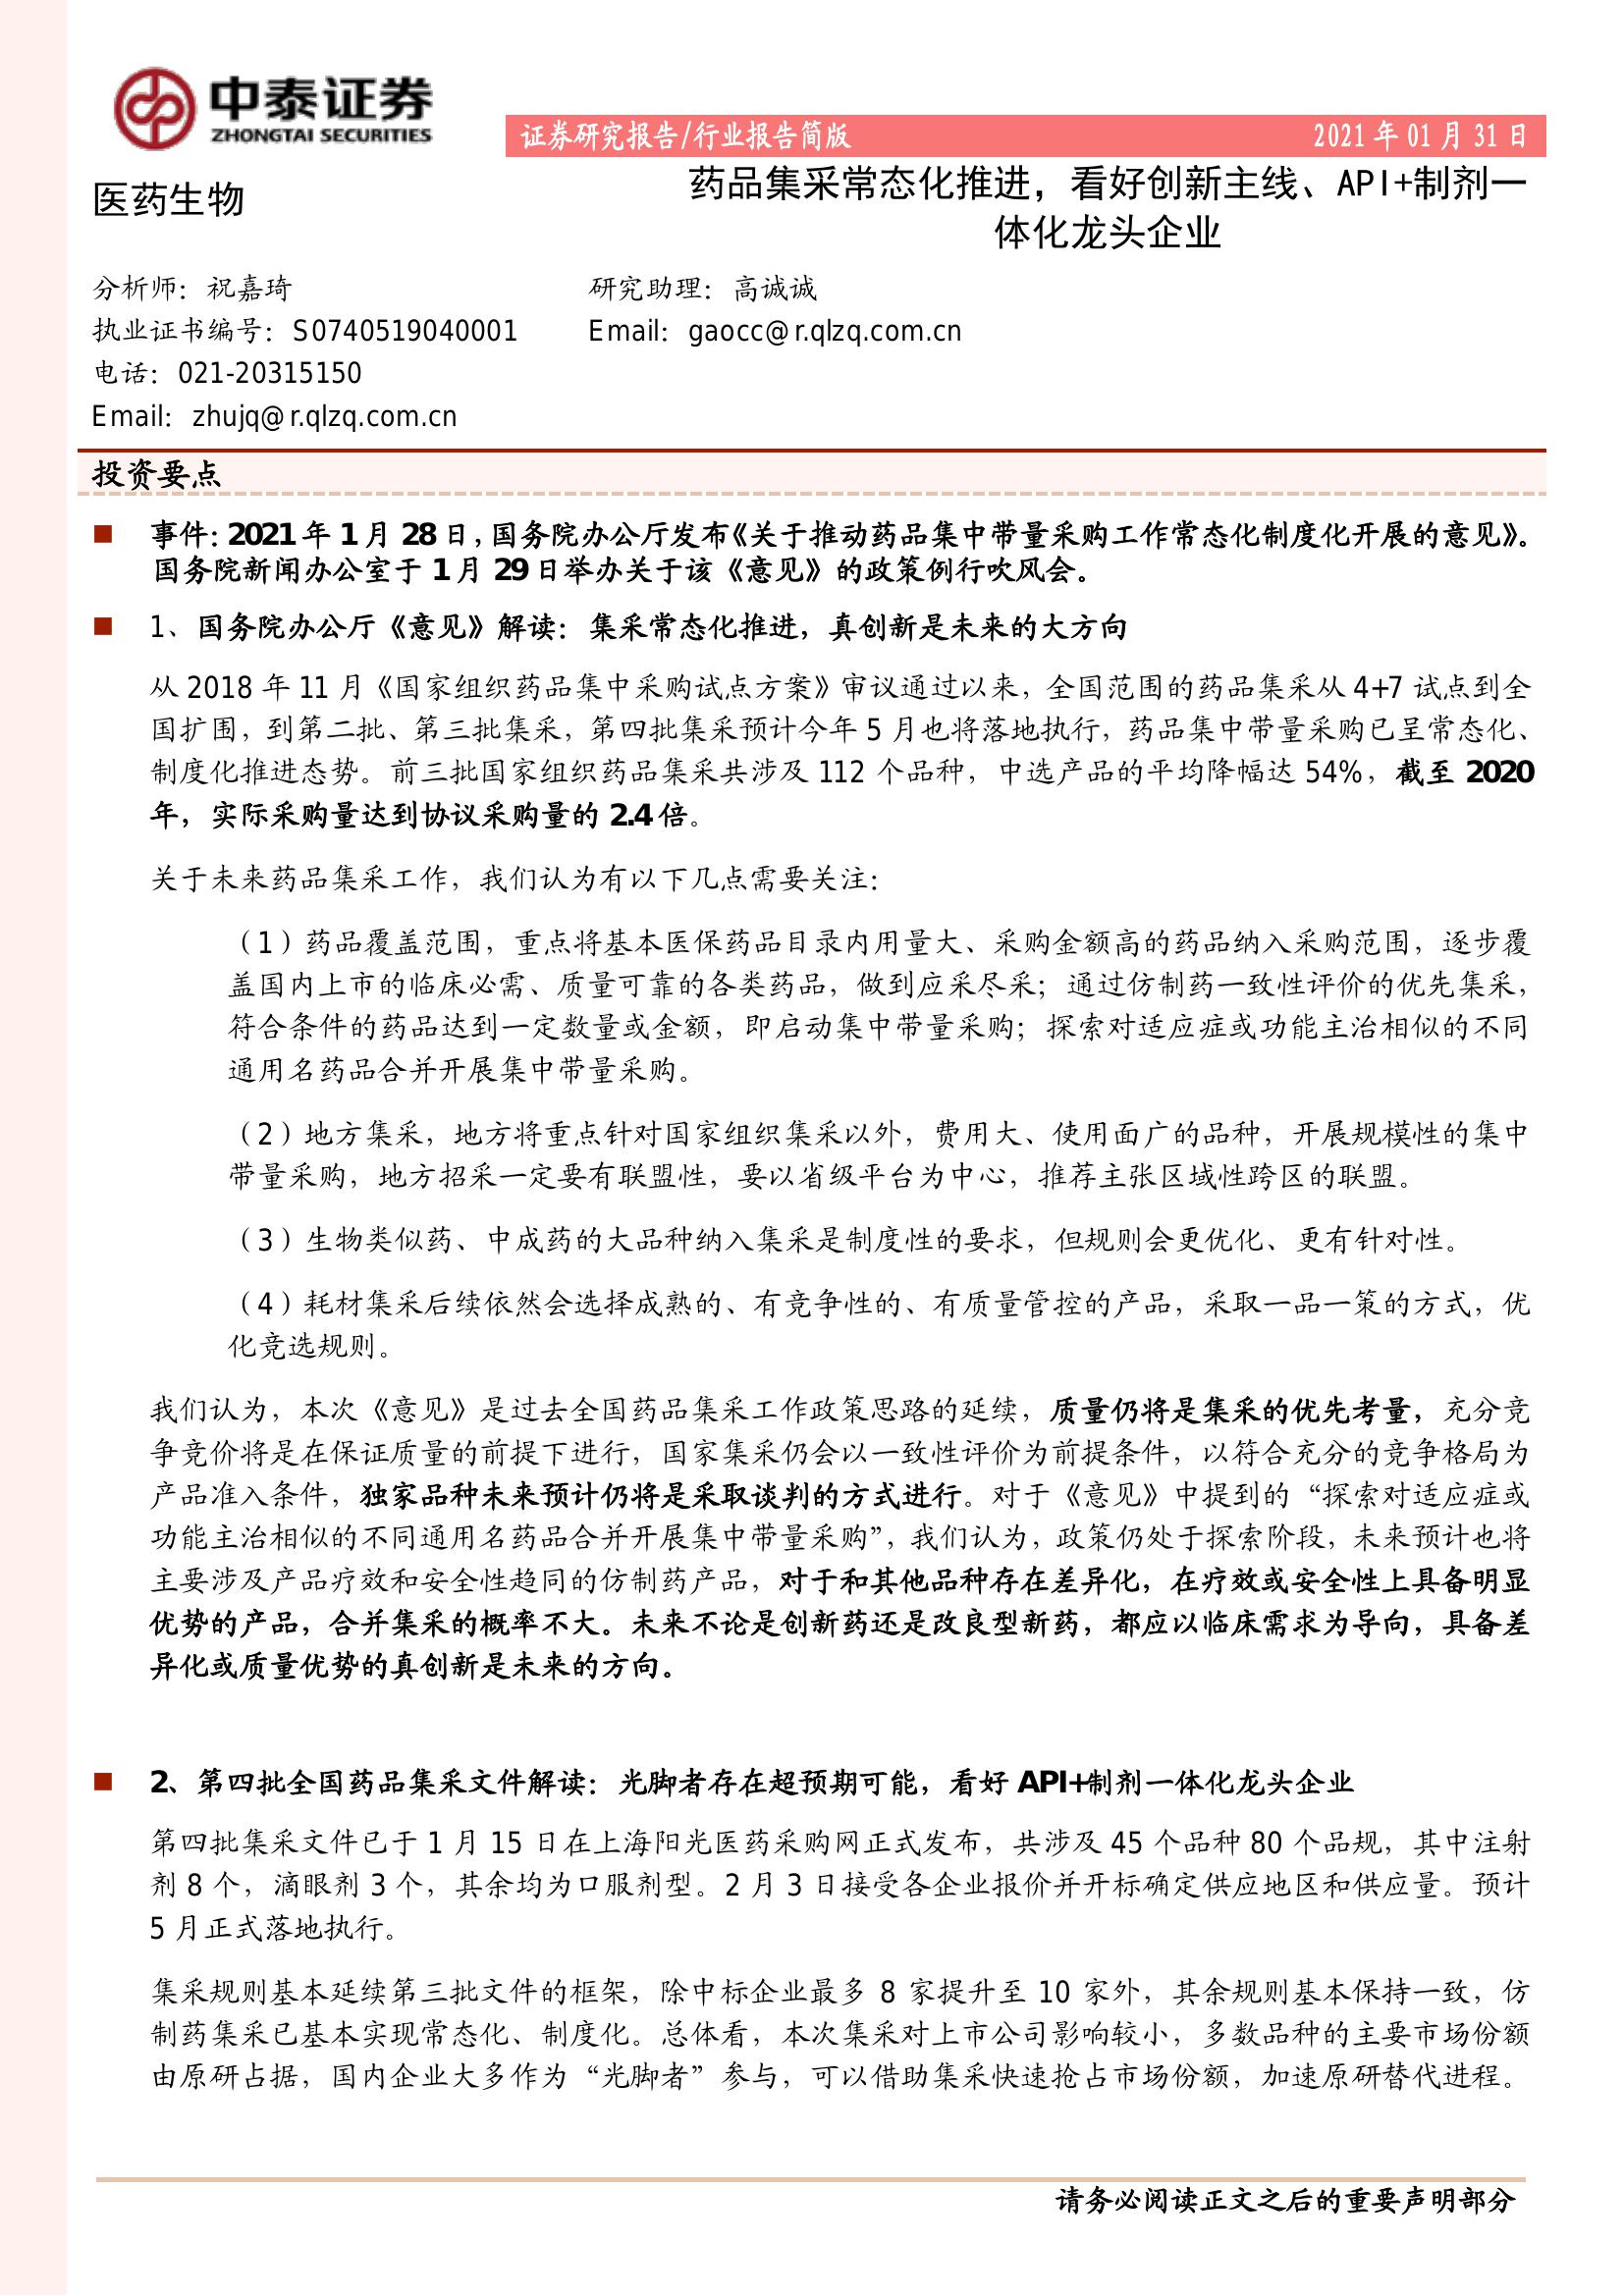 中泰证券
ZHONGTAI SECURITIES
证券研究报告/行业报告简版 2021 年 01 月 31 日
医药生物
药品集采常态化推进，看好创新主线、API+制剂一
体化龙头企业
分析师：祝嘉琦
执业证书编号：S0740519040001
电话：021-20315150
Email：zhujq@r.qlzq.com.cn
研究助理：高诚诚
Email：gaocc@r.qlzq.com.cn
投资要点
■ 事件：2021 年 1 月 28 日，国务院办公厅发布《关于推动药品集中带量采购工作常态化制度化开展的意见》。
国务院新闻办公室于 1 月 29 日举办关于该《意见》的政策例行吹风会。
■ 1、国务院办公厅《意见》解读：集采常态化推进，真创新是未来的大方向
从 2018 年 11 月《国家组织药品集中采购试点方案》审议通过以来，全国范围的药品集采从 4+7 试点到全
国扩围，到第二批、第三批集采，第四批集采预计今年 5 月也将落地执行，药品集中带量采购已呈常态化、
制度化推进态势。前三批国家组织药品集采共涉及 112 个品种，中选产品的平均降幅达 54%，截至 2020
年，实际采购量达到协议采购量的 2.4 倍。
关于未来药品集采工作，我们认为有以下几点需要关注：
（1）药品覆盖范围，重点将基本医保药品目录内用量大、采购金额高的药品纳入采购范围，逐步覆
盖国内上市的临床必需、质量可靠的各类药品，做到应采尽采；通过仿制药一致性评价的优先集采，
符合条件的药品达到一定数量或金额，即启动集中带量采购；探索对适应症或功能主治相似的不同
通用名药品合并开展集中带量采购。
（2）地方集采，地方将重点针对国家组织集采以外，费用大、使用面广的品种，开展规模性的集中
带量采购，地方招采一定要有联盟性，要以省级平台为中心，推荐主张区域性跨区的联盟。
（3）生物类似药、中成药的大品种纳入集采是制度性的要求，但规则会更优化、更有针对性。
（4）耗材集采后续依然会选择成熟的、有竞争性的、有质量管控的产品，采取一品一策的方式，优
化竞选规则。
我们认为，本次《意见》是过去全国药品集采工作政策思路的延续，质量仍将是集采的优先考量，充分竞
争竞价将是在保证质量的前提下进行，国家集采仍会以一致性评价为前提条件，以符合充分的竞争格局为
产品准入条件，独家品种未来预计仍将是采取谈判的方式进行。对于《意见》中提到的“探索对适应症或
功能主治相似的不同通用名药品合并开展集中带量采购”，我们认为，政策仍处于探索阶段，未来预计也将
主要涉及产品疗效和安全性趋同的仿制药产品，对于和其他品种存在差异化，在疗效或安全性上具备明显
优势的产品，合并集采的概率不大。未来不论是创新药还是改良型新药，都应以临床需求为导向，具备差
异化或质量优势的真创新是未来的方向。
■ 2、第四批全国药品集采文件解读：光脚者存在超预期可能，看好 API+制剂一体化龙头企业
第四批集采文件已于 1 月 15 日在上海阳光医药采购网正式发布，共涉及 45 个品种 80 个品规，其中注射
剂 8 个，滴眼剂 3 个，其余均为口服剂型。2 月 3 日接受各企业报价并开标确定供应地区和供应量。预计
5 月正式落地执行。
集采规则基本延续第三批文件的框架，除中标企业最多 8 家提升至 10 家外，其余规则基本保持一致，仿
制药集采已基本实现常态化、制度化。总体看，本次集采对上市公司影响较小，多数品种的主要市场份额
由原研占据，国内企业大多作为“光脚者”参与，可以借助集采快速抢占市场份额，加速原研替代进程。
请务必阅读正文之后的重要声明部分